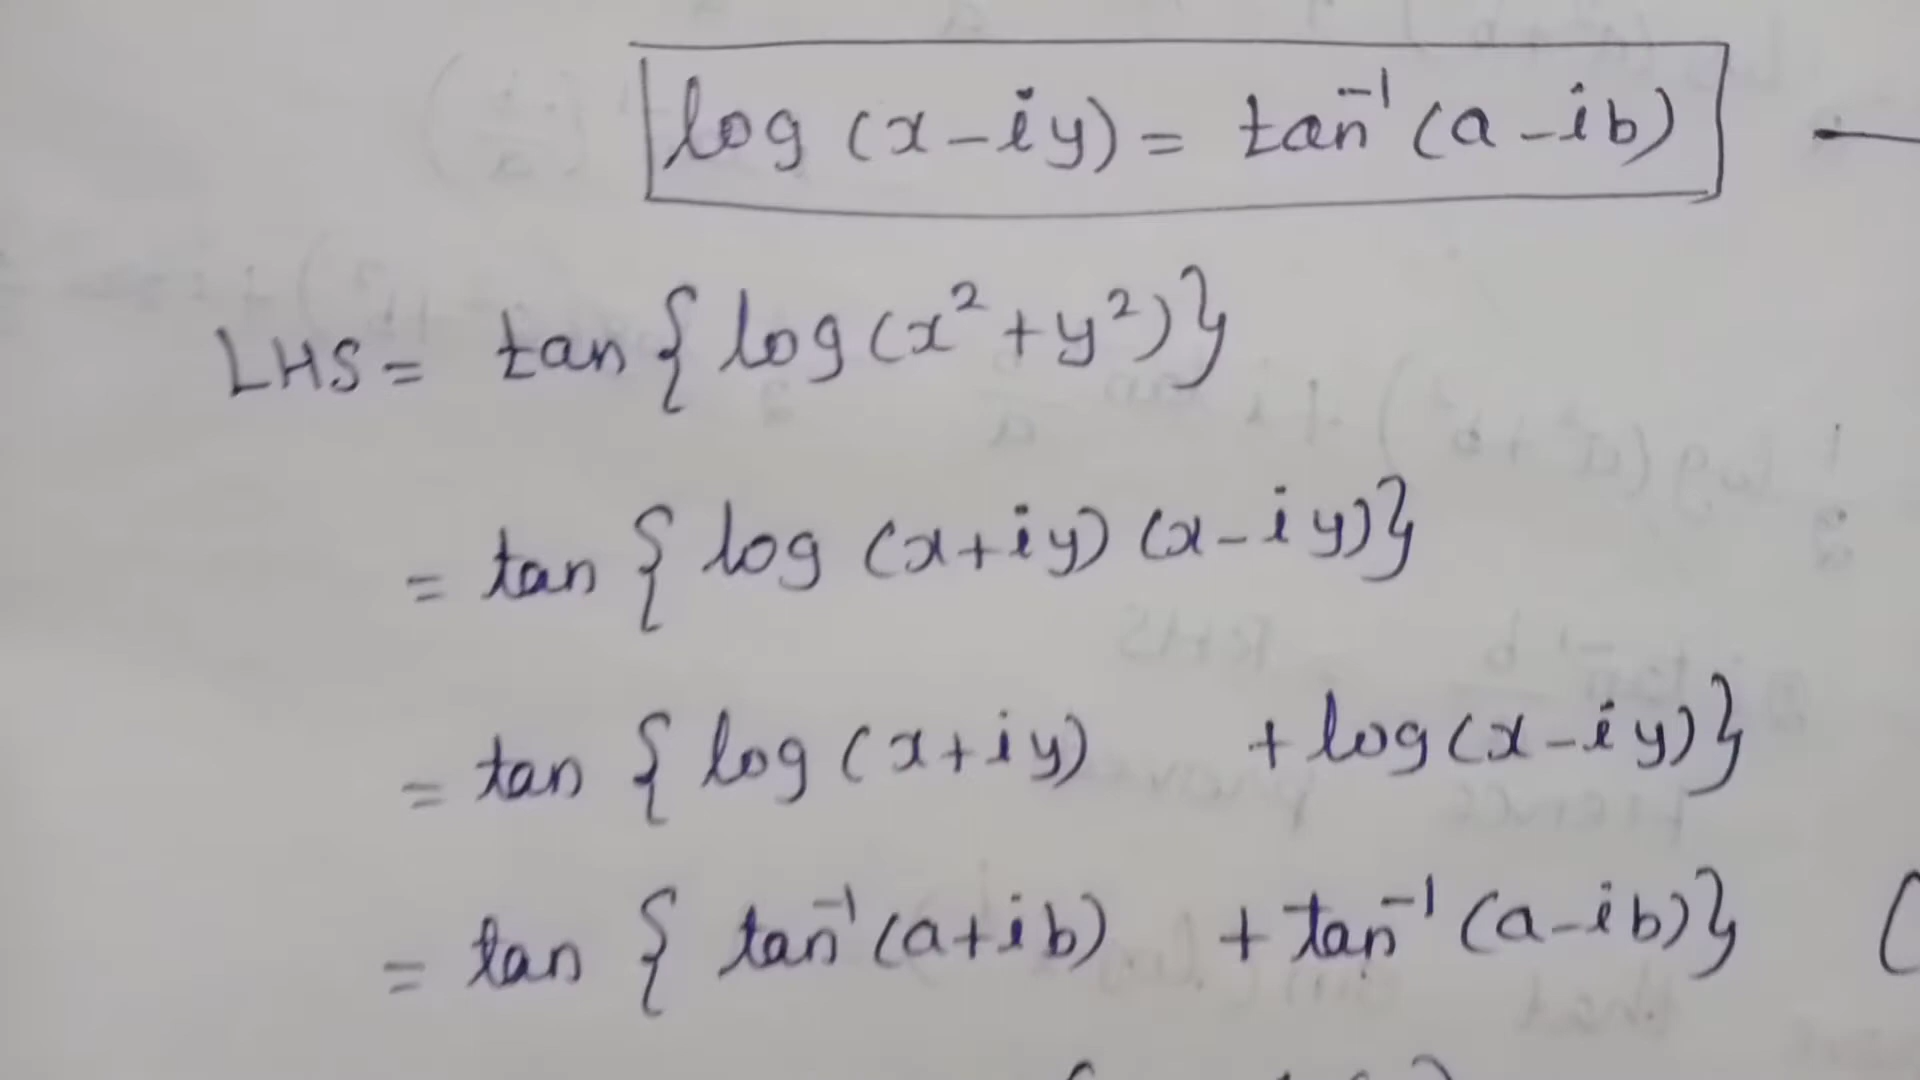 log (x-iy) = tan⁻¹ (a-ib)
LHS = tan{ log(x²+y²)}
= tan { log (x+iy) (x-iy)}
= tan { log (x+iy) + log(x-iy)}
= tan { tan⁻¹(a+ib) + tan⁻¹(a-ib)} (